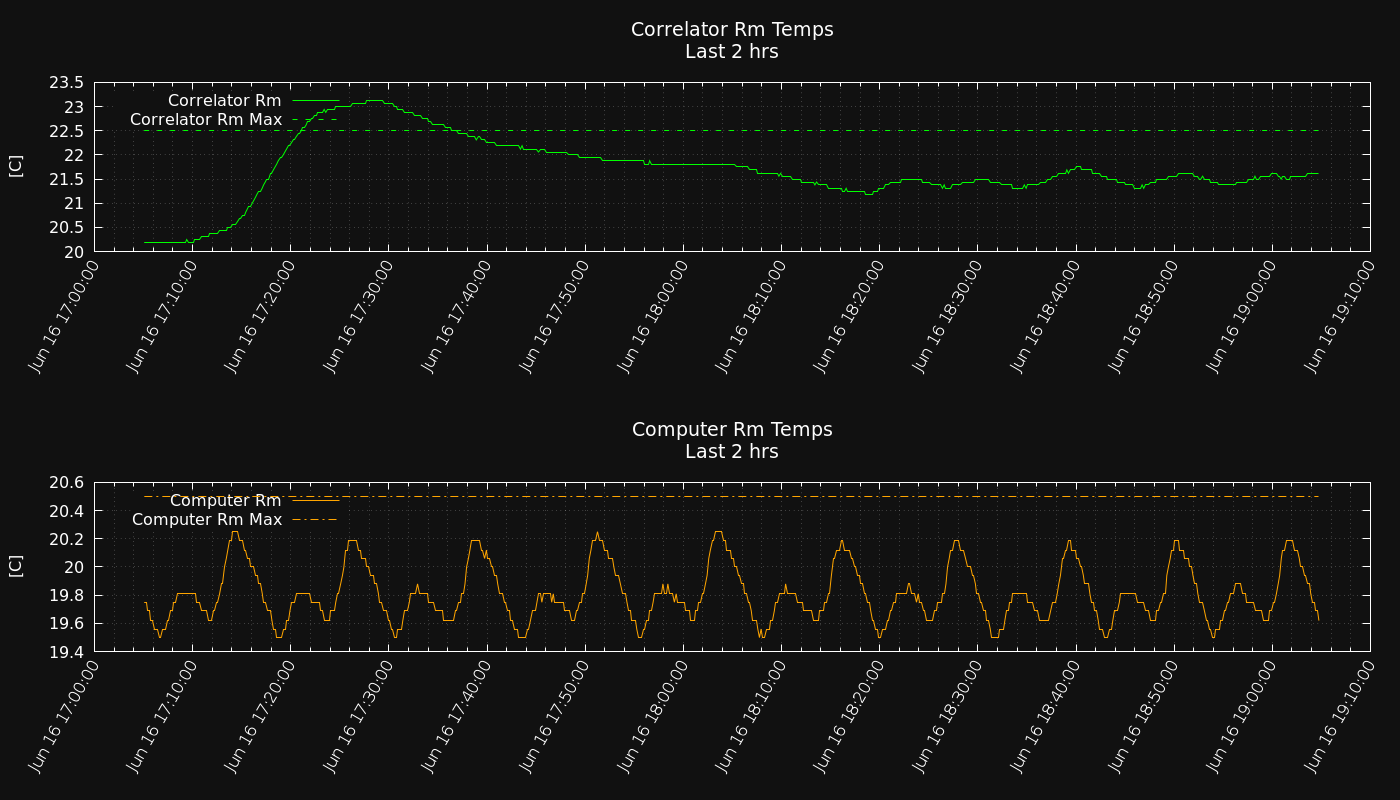 Correlator Rm Temps
Last 2 hrs
23.5
23
22.5
22
21.5
21
20.5
20
[C]
Correlator Rm
Correlator Rm Max
Jun 16 17:00:00
Jun 16 17:10:00
Jun 16 17:20:00
Jun 16 17:30:00
Jun 16 17:40:00
Jun 16 17:50:00
Jun 16 18:00:00
Jun 16 18:10:00
Jun 16 18:20:00
Jun 16 18:30:00
Jun 16 18:40:00
Jun 16 18:50:00
Jun 16 19:00:00
Jun 16 19:10:00
Computer Rm Temps
Last 2 hrs
20.6
20.4
20.2
20
19.8
19.6
19.4
[C]
Computer Rm
Computer Rm Max
Jun 16 17:00:00
Jun 16 17:10:00
Jun 16 17:20:00
Jun 16 17:30:00
Jun 16 17:40:00
Jun 16 17:50:00
Jun 16 18:00:00
Jun 16 18:10:00
Jun 16 18:20:00
Jun 16 18:30:00
Jun 16 18:40:00
Jun 16 18:50:00
Jun 16 19:00:00
Jun 16 19:10:00